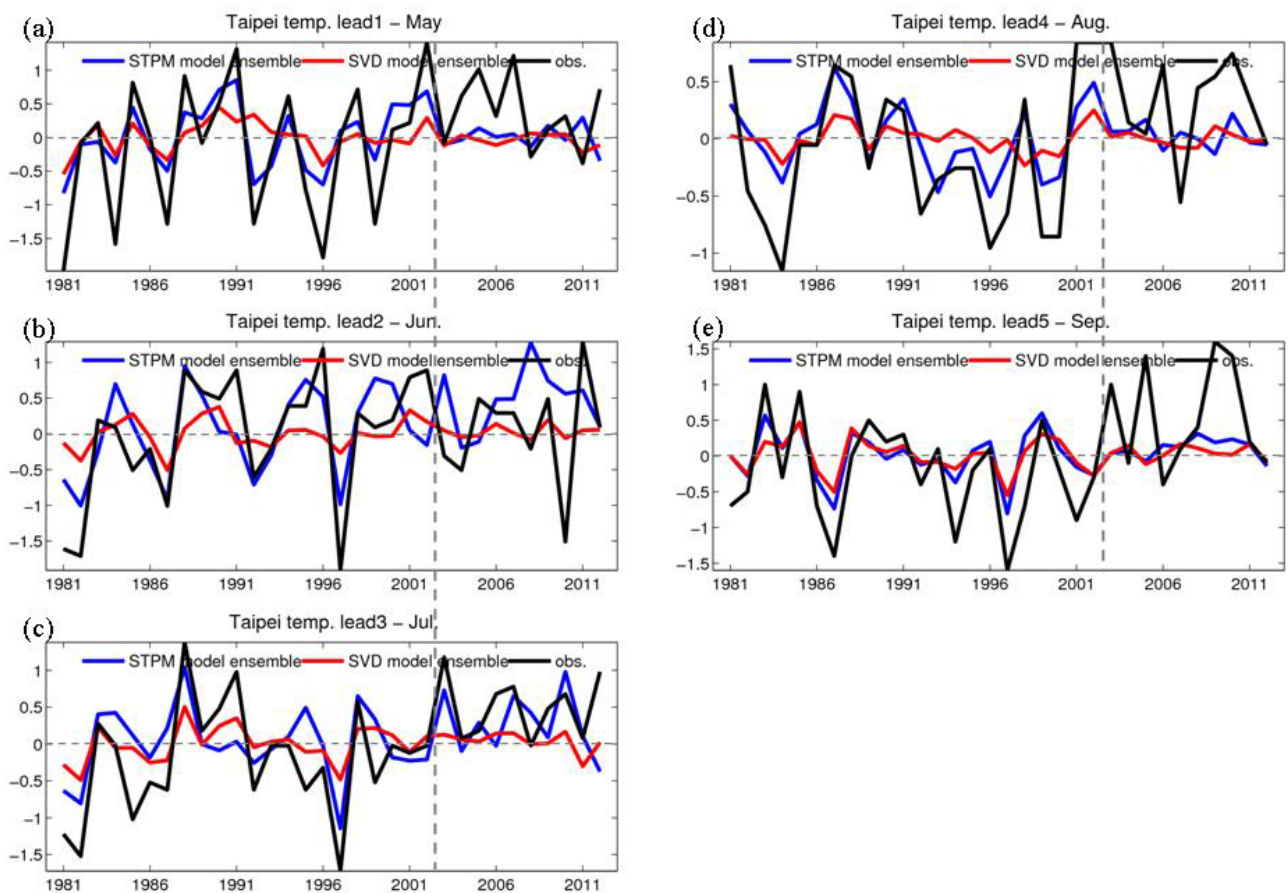 (a)
Taipei temp. lead1 – May
STPM model ensemble SVD model ensemble obs.
1
0.5
0
−0.5
−1
−1.5
1981 1986 1991 1996 2001 2006 2011
(b)
Taipei temp. lead2 – Jun.
STPM model ensemble SVD model ensemble obs.
1
0.5
0
−0.5
−1
−1.5
1981 1986 1991 1996 2001 2006 2011
(c)
Taipei temp. lead3 – Jul.
STPM model ensemble SVD model ensemble obs.
1
0.5
0
−0.5
−1
−1.5
1981 1986 1991 1996 2001 2006 2011
(d)
Taipei temp. lead4 – Aug.
STPM model ensemble SVD model ensemble obs.
0.5
0
−0.5
−1
1981 1986 1991 1996 2001 2006 2011
(e)
Taipei temp. lead5 – Sep.
STPM model ensemble SVD model ensemble obs.
1.5
1
0.5
0
−0.5
−1
−1.5
1981 1986 1991 1996 2001 2006 2011